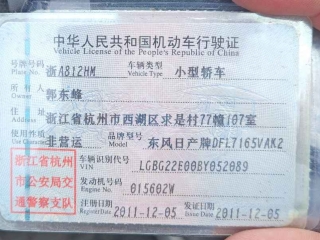 中华人民共和国机动车行驶证
Vehicle License of the People's Republic of China
号牌号码 浙A812HM 车辆类型 小型轿车
Plate No. Vehicle Type
所有人 郭东峰
Owner
住址 浙江省杭州市西湖区求是村77幢107室
使用性质 非营运 品牌型号 东风日产牌DFL7165VAK2
Use Character Model
浙江省杭州
市公安局交
通警察支队
车辆识别代号 LGBG22E00BY052089
VIN
发动机号码 015602W
Engine No.
注册日期 2011-12-05 发证日期 2011-12-05
Register Date Issue Date